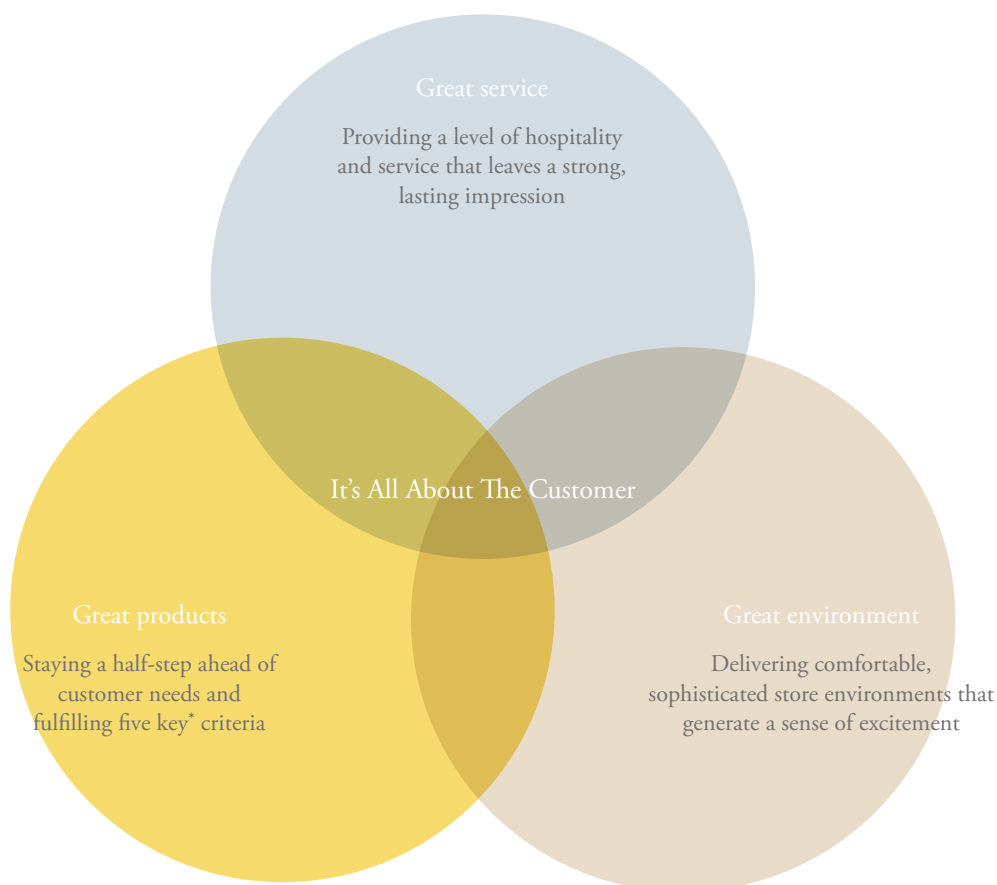 Great service
Providing a level of hospitality
and service that leaves a strong,
lasting impression
It's All About The Customer
Great products
Staying a half-step ahead of
customer needs and
fulfilling five key* criteria
Great environment
Delivering comfortable,
sophisticated store environments that
generate a sense of excitement